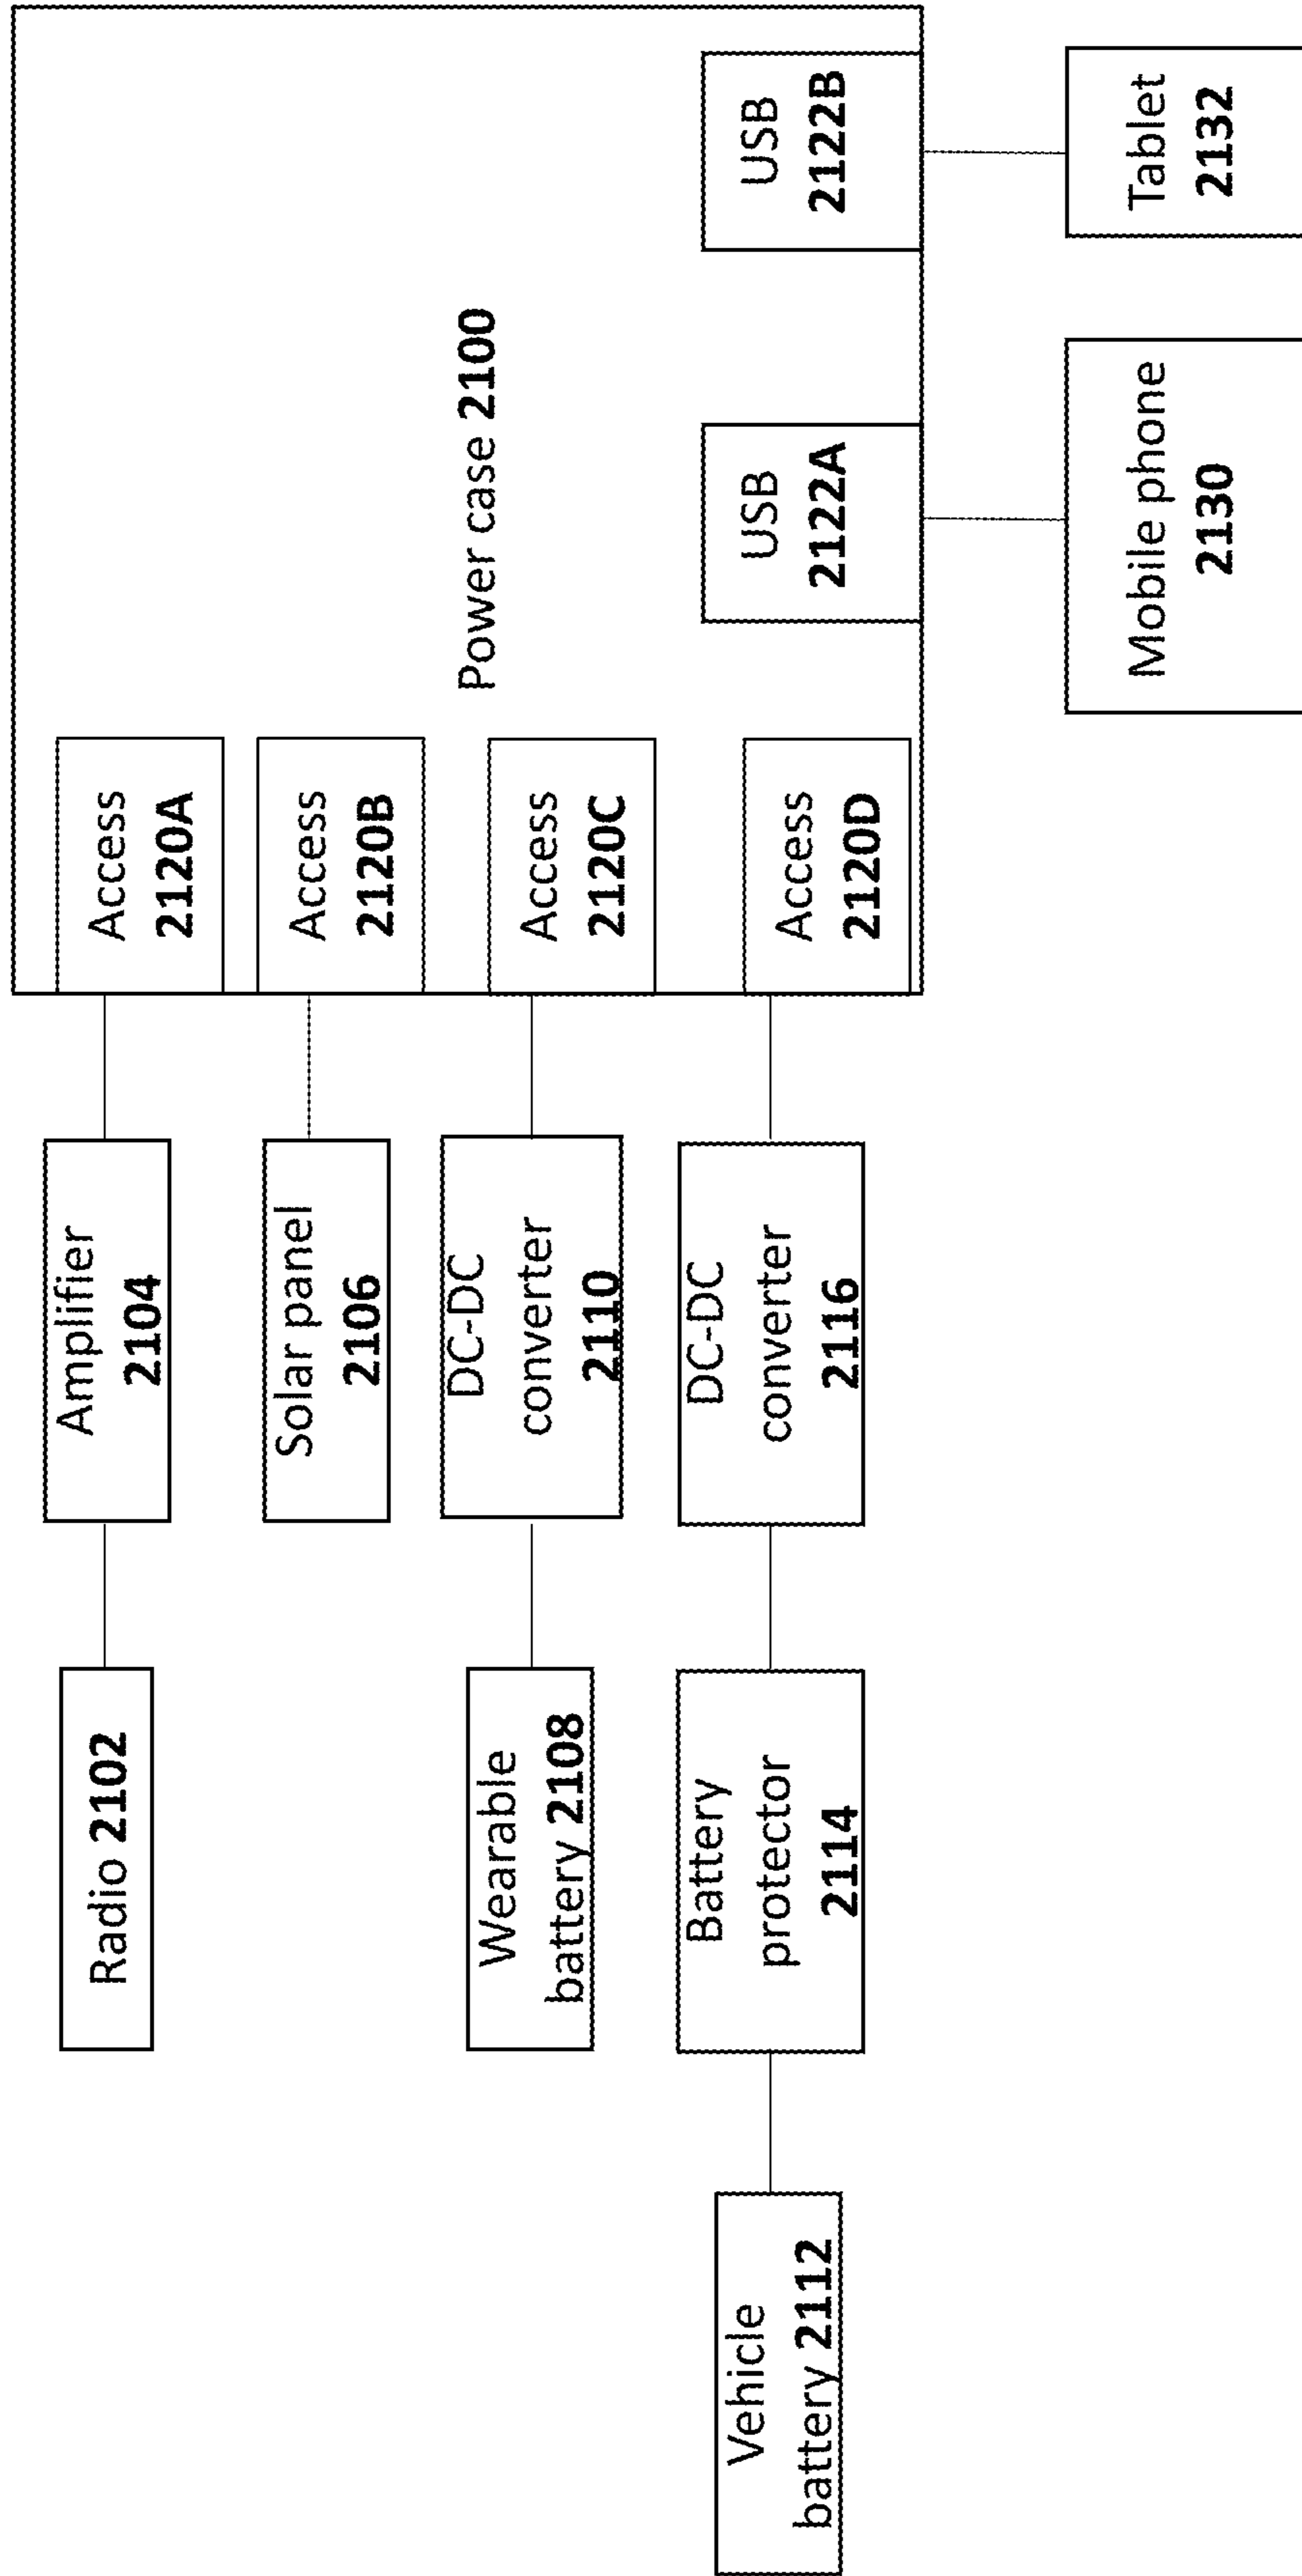 Radio 2102
Amplifier
2104
Access
2120A
Solar panel
2106
Access
2120B
Power case 2100
Wearable
battery 2108
DC-DC
converter
2110
Access
2120C
Vehicle
battery 2112
Battery
protector
2114
DC-DC
converter
2116
Access
2120D
USB
2122A
USB
2122B
Mobile phone
2130
Tablet
2132